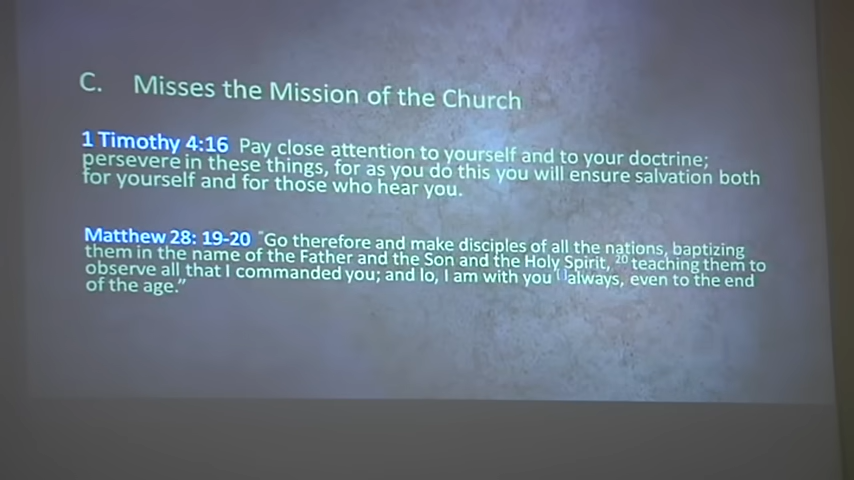 C. Misses the Mission of the Church
1 Timothy 4:16 Pay close attention to yourself and to your doctrine;
persevere in these things, for as you do this you will ensure salvation both
for yourself and for those who hear you.
Matthew 28: 19-20 "Go therefore and make disciples of all the nations, baptizing
them in the name of the Father and the Son and the Holy Spirit, 20 teaching them to
observe all that I commanded you; and lo, I am with you always, even to the end
of the age."